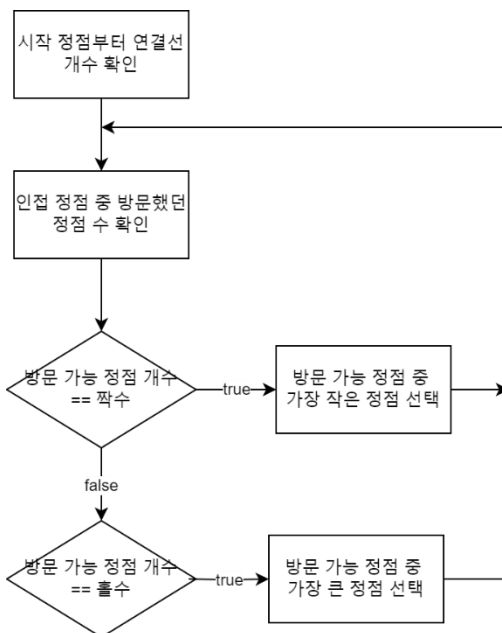 시작 정점부터 연결선
개수 확인
인접 정점 중 방문했던
정점 수 확인
방문 가능 정점 개수
== 짝수
true
방문 가능 정점 중
가장 작은 정점 선택
false
방문 가능 정점 개수
== 홀수
true
방문 가능 정점 중
가장 큰 정점 선택